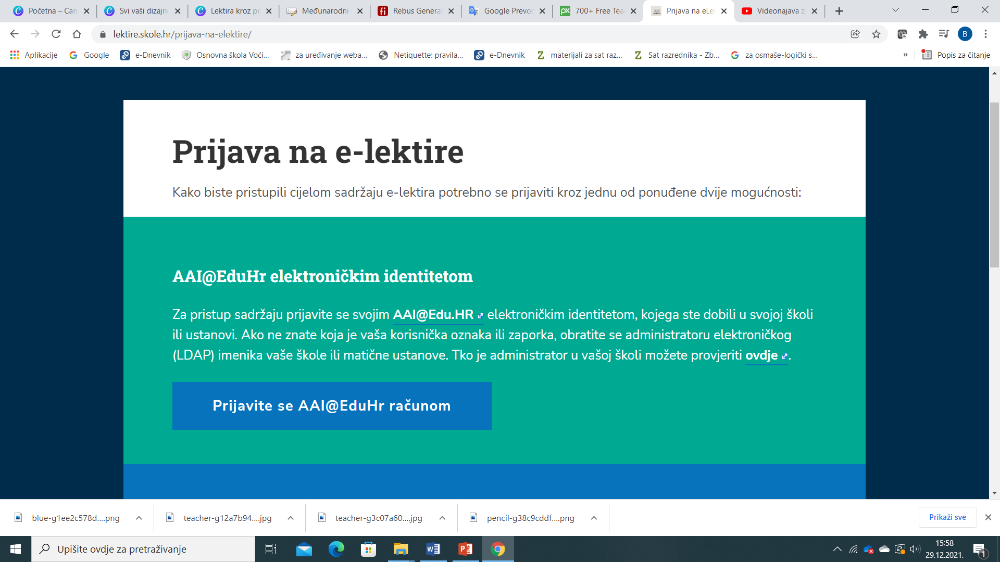 Početna – Can
Svi vaši dizajni
Lektira kroz pr
Međunarodni
Rebus Generat
Google Prevod
700+ Free Tea
Prijava na eLe
Videonajava z
lektire.skole.hr/prijava-na-elektire/
B
Aplikacije
Google
e-Dnevnik
Osnovna škola Voći...
za uređivanje weba...
Netiquette: pravila...
e-Dnevnik
materijali za sat raz...
Sat razrednika - Zb...
za osmaše-logički s...
»
Popis za čitanje
Prijava na e-lektire
Kako biste pristupili cijelom sadržaju e-lektira potrebno se prijaviti kroz jednu od ponuđene dvije mogućnosti:
AAI@EduHr elektroničkim identitetom
Za pristup sadržaju prijavite se svojim AAI@Edu.HR elektroničkim identitetom, kojega ste dobili u svojoj školi
ili ustanovi. Ako ne znate koja je vaša korisnička oznaka ili zaporka, obratite se administratoru elektroničkog
(LDAP) imenika vaše škole ili matične ustanove. Tko je administrator u vašoj školi možete provjeriti ovdje.
Prijavite se AAI@EduHr računom
blue-g1ee2c578d....png
teacher-g12a7b94....jpg
teacher-g3c07a60....jpg
pencil-g38c9cddf....png
Prikaži sve
Upišite ovdje za pretraživanje
15:58
29.12.2021.
1